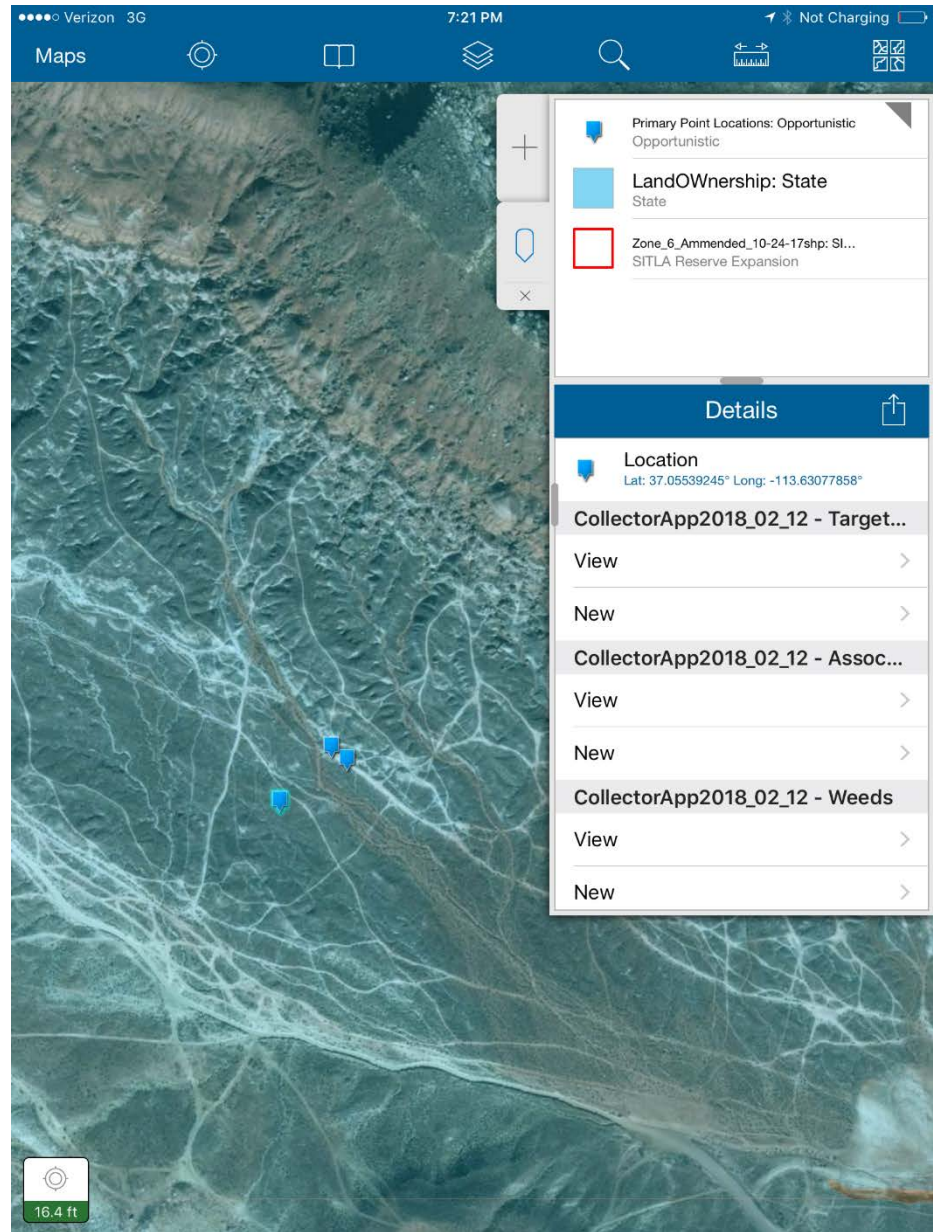 Verizon 3G
7:21 PM
Not Charging
Maps
Primary Point Locations: Opportunistic
Opportunistic
LandOWnership: State
State
Zone_6_Ammended_10-24-17shp: SI...
SITLA Reserve Expansion
Details
Location
Lat: 37.05539245° Long: -113.63077858°
CollectorApp2018_02_12 - Target...
View
New
CollectorApp2018_02_12 - Assoc...
View
New
CollectorApp2018_02_12 - Weeds
View
New
16.4 ft